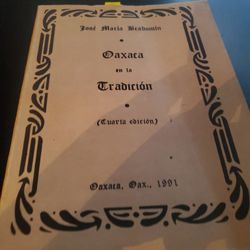 José María Bradomín
Oaxaca
en la
Tradición
(Cuarta edición)
Oaxaca, Oax., 1991